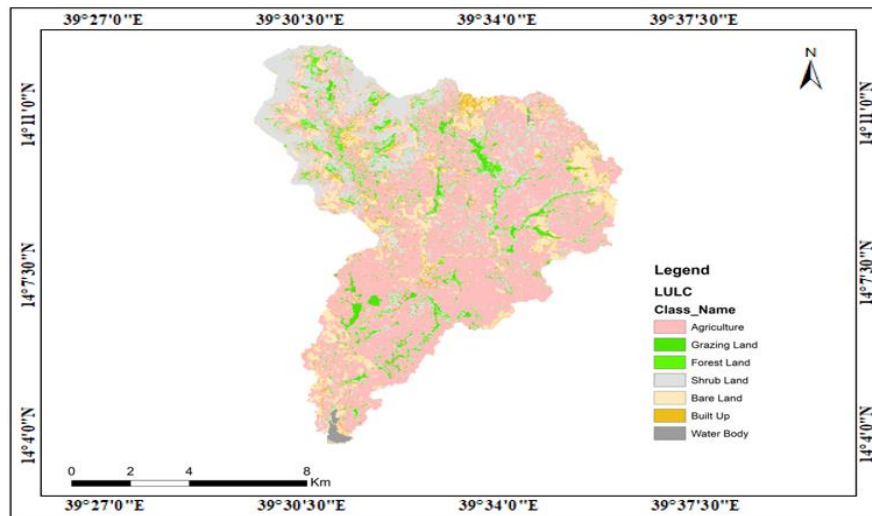 39°27'0"E 39°30'30"E 39°34'0"E 39°37'30"E
N
14°11'0"N 14°11'0"N
14°7'30"N 14°7'30"N
Legend
LULC
Class_Name
Agriculture
Grazing Land
Forest Land
Shrub Land
Bare Land
Built Up
Water Body
14°4'0"N 14°4'0"N
0 2 4 8
Km
39°27'0"E 39°30'30"E 39°34'0"E 39°37'30"E